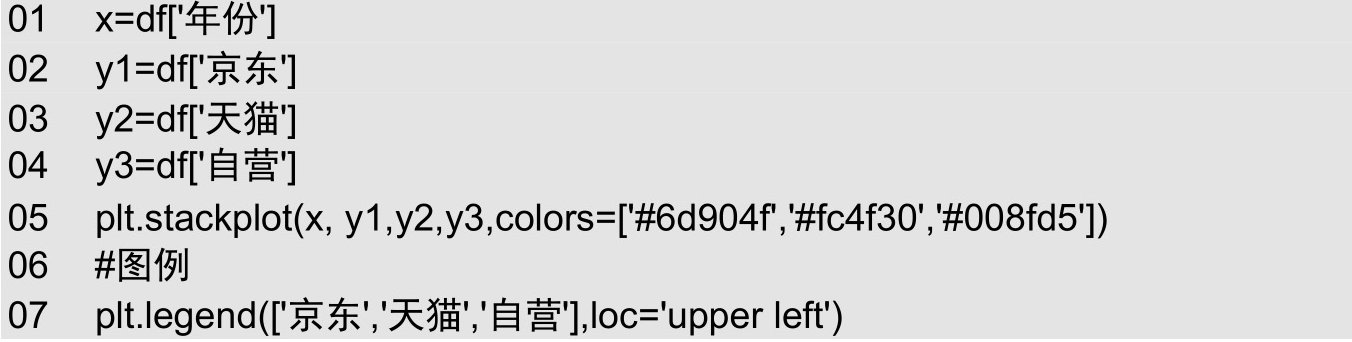 01 x=df['年份']
02 y1=df['京东']
03 y2=df['天猫']
04 y3=df['自营']
05 plt.stackplot(x, y1,y2,y3,colors=['#6d904f','#fc4f30','#008fd5'])
06 #图例
07 plt.legend(['京东','天猫','自营'],loc='upper left')